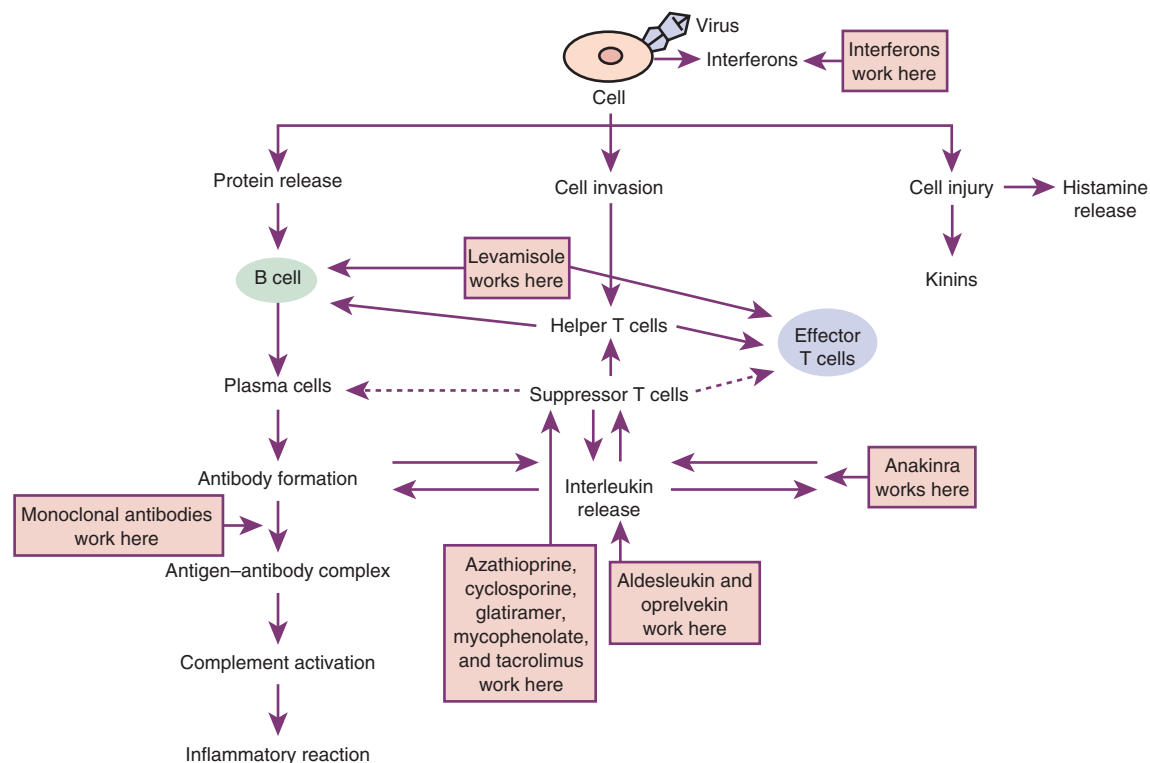 Virus
Interferons
Interferons
work here
Cell
Protein release
Cell invasion
Cell injury
Histamine
release
Levamisole
works here
B cell
Kinins
Helper T cells
Effector
T cells
Plasma cells
Suppressor T cells
Antibody formation
Interleukin
release
Anakinra
works here
Monoclonal antibodies
work here
Antigen–antibody complex
Azathioprine,
cyclosporine,
glatiramer,
mycophenolate,
and tacrolimus
work here
Aldesleukin and
oprelvekin
work here
Complement activation
Inflammatory reaction